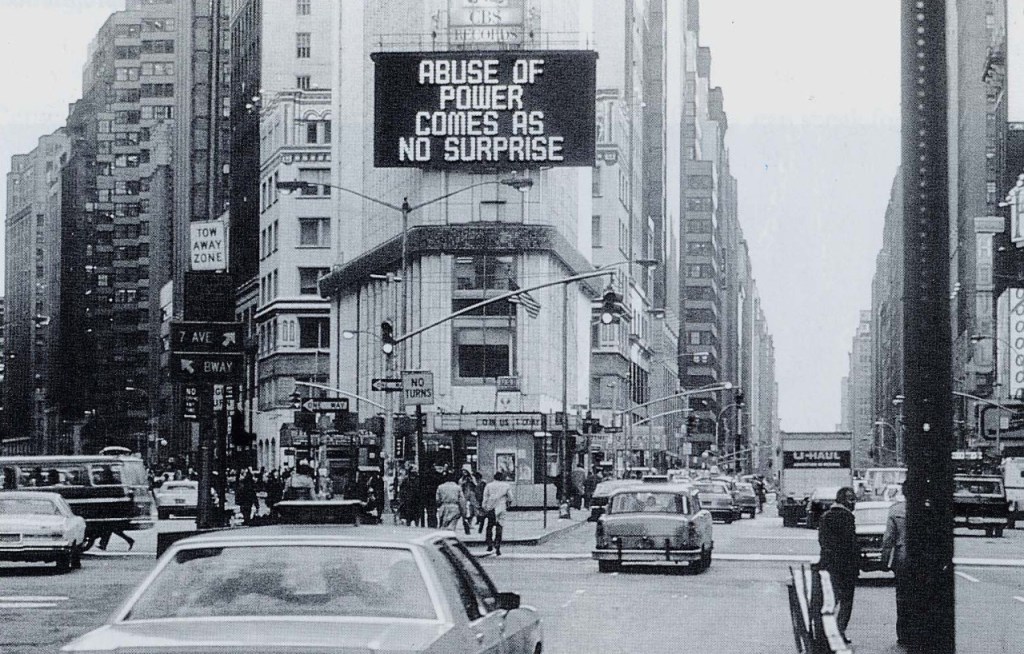 CBS
RECORDS
ABUSE OF
POWER
COMES AS
NO SURPRISE
TOW
AWAY
ZONE
7 AVE
BWAY
NO
TURNS
U-HAUL